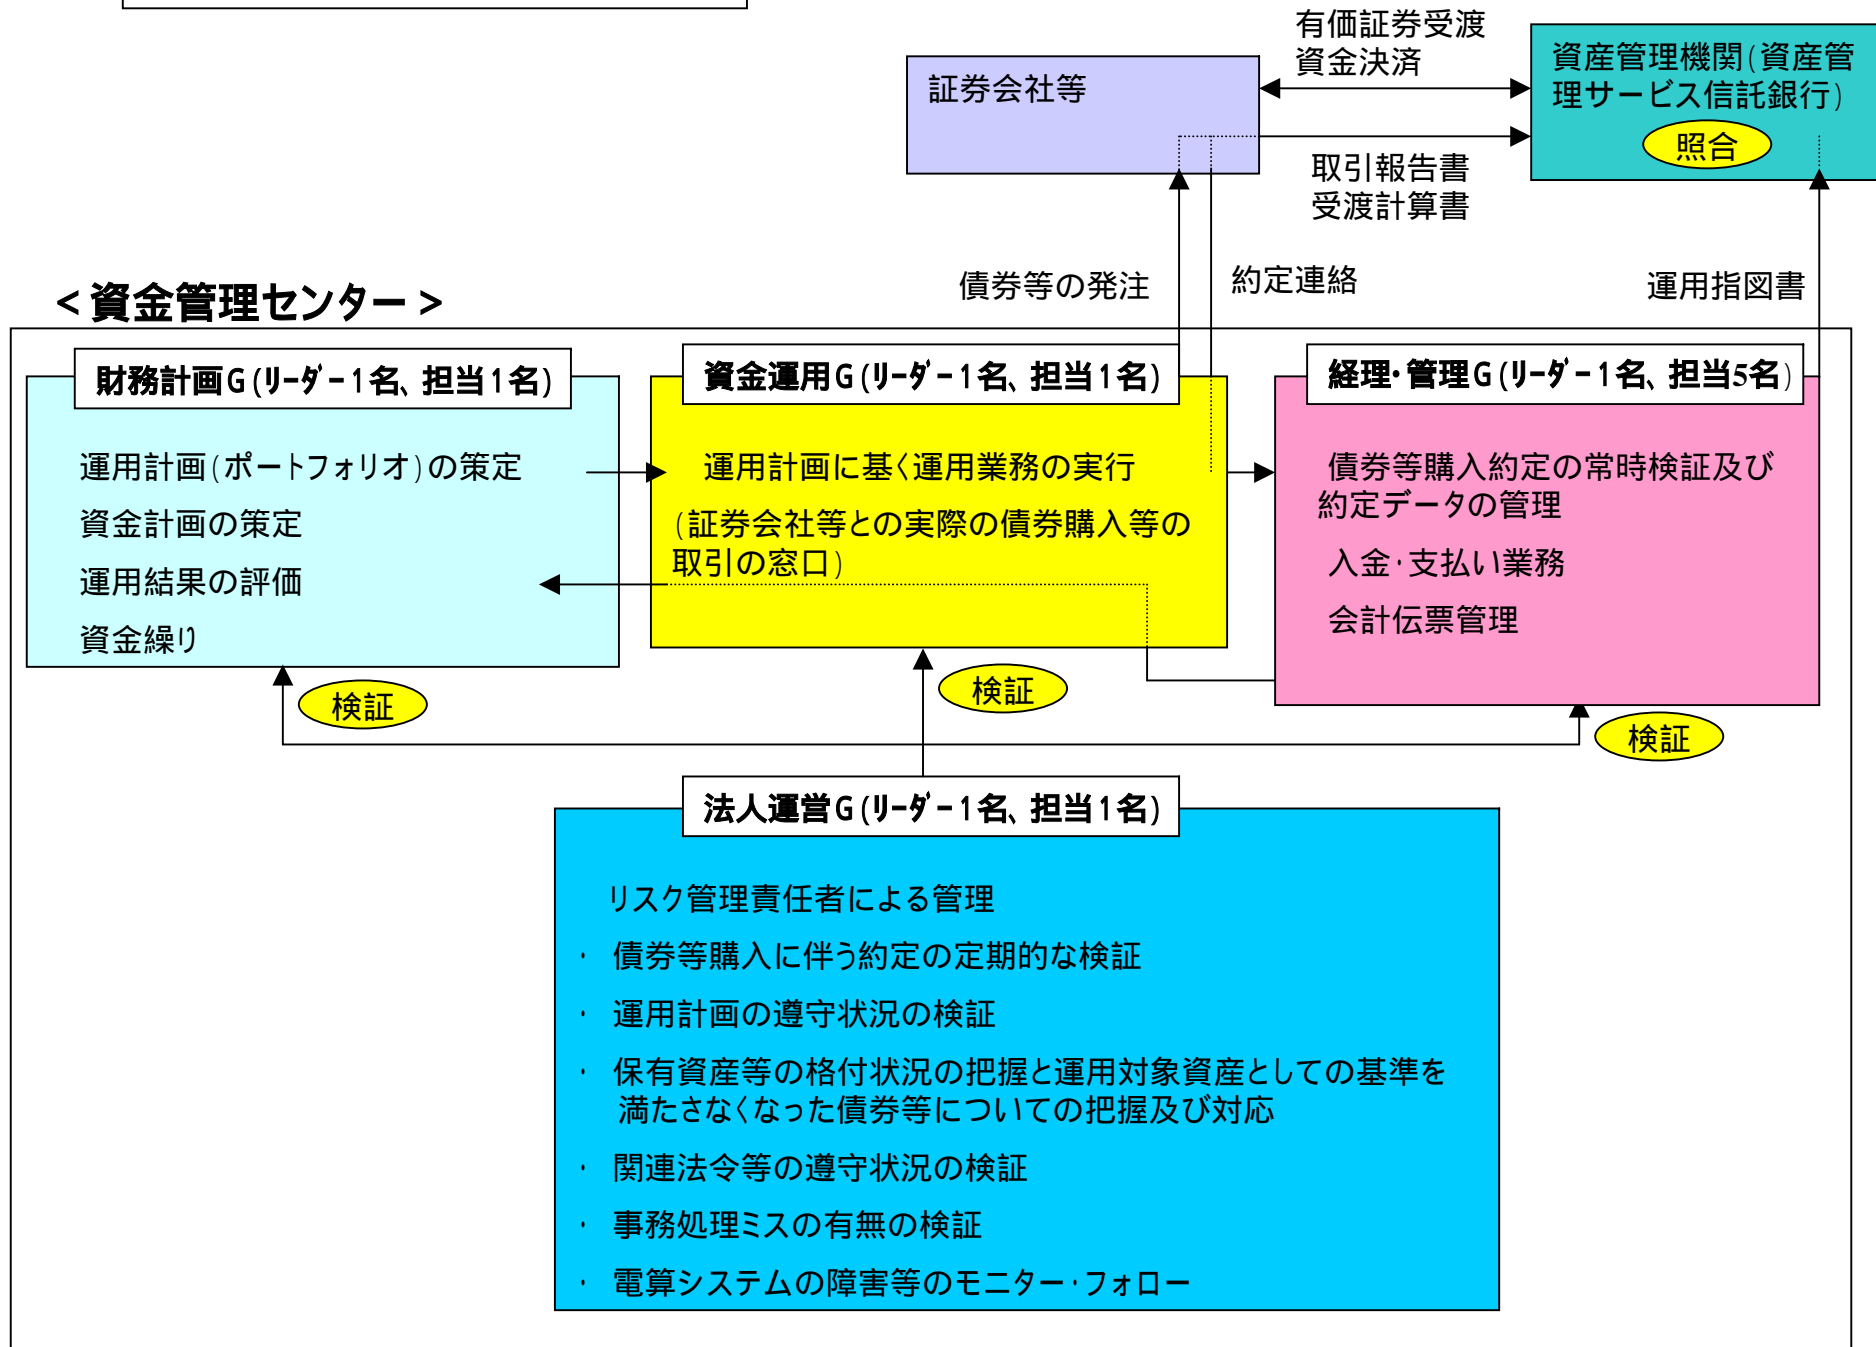 有価証券受渡
資金決済
証券会社等
資産管理機関(資産管
理サービス信託銀行)
照合
取引報告書
受渡計算書
債券等の発注
約定連絡
運用指図書
<資金管理センター>
財務計画G(リーダー1名、担当1名)
運用計画(ポートフォリオ)の策定
資金計画の策定
運用結果の評価
資金繰り
資金運用G(リーダー1名、担当1名)
運用計画に基く運用業務の実行
(証券会社等との実際の債券購入等の
取引の窓口)
経理・管理G(リーダー1名、担当5名)
債券等購入約定の常時検証及び
約定データの管理
入金・支払い業務
会計伝票管理
検証
検証
検証
法人運営G(リーダー1名、担当1名)
リスク管理責任者による管理
・ 債券等購入に伴う約定の定期的な検証
・ 運用計画の遵守状況の検証
・ 保有資産等の格付状況の把握と運用対象資産としての基準を
満たさなくなった債券等についての把握及び対応
・ 関連法令等の遵守状況の検証
・ 事務処理ミスの有無の検証
・ 電算システムの障害等のモニター・フォロー